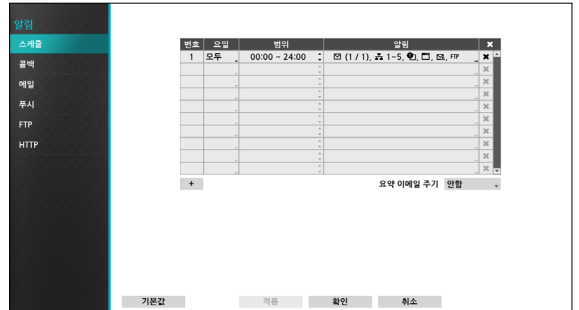 알림
스케줄
콜백
메일
푸시
FTP
HTTP
번호 요일 범위 알림
1 모두 00:00 ~ 24:00 (1 / 1), 1~5, FTP
+ 요약 이메일 주기 안함
기본값 적용 확인 취소